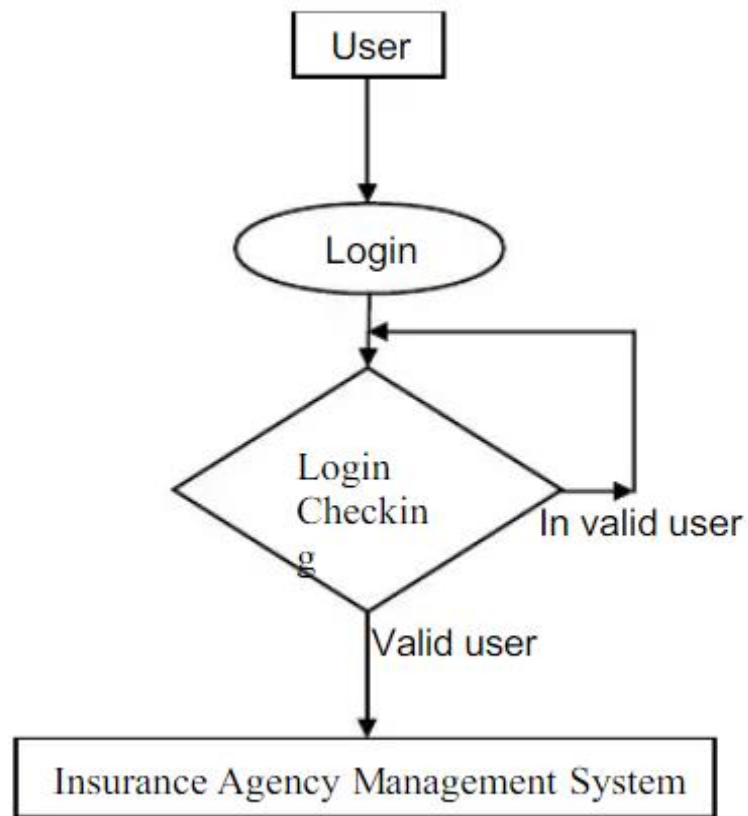 User
Login
Login
Checkin
g
In valid user
Valid user
Insurance Agency Management System